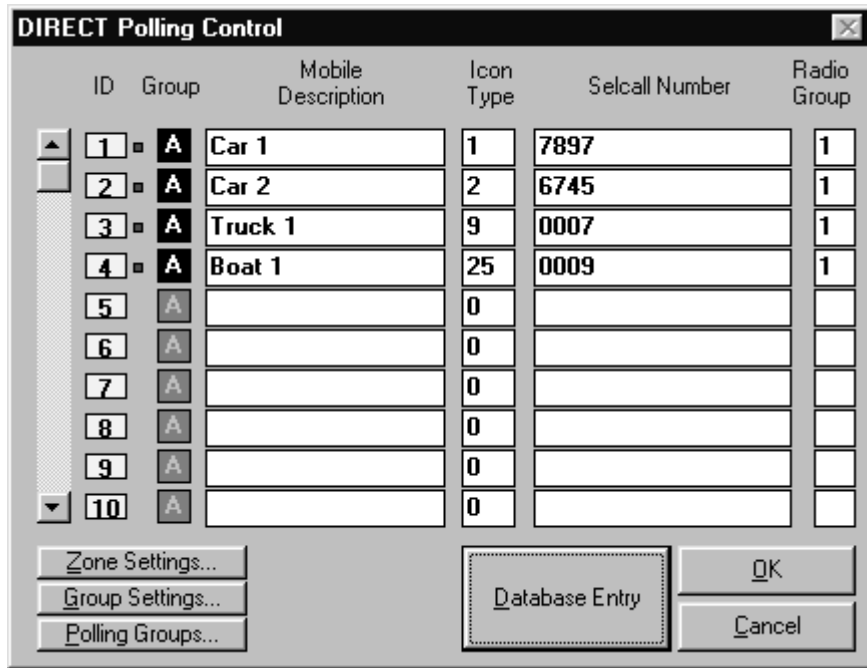 DIRECT Polling Control
ID Group Mobile Description Icon Type Selcall Number Radio Group
1 A Car 1 1 7897 1
2 A Car 2 2 6745 1
3 A Truck 1 9 0007 1
4 A Boat 1 25 0009 1
5 A 0
6 A 0
7 A 0
8 A 0
9 A 0
10 A 0
Zone Settings...
Group Settings...
Polling Groups...
Database Entry
OK
Cancel